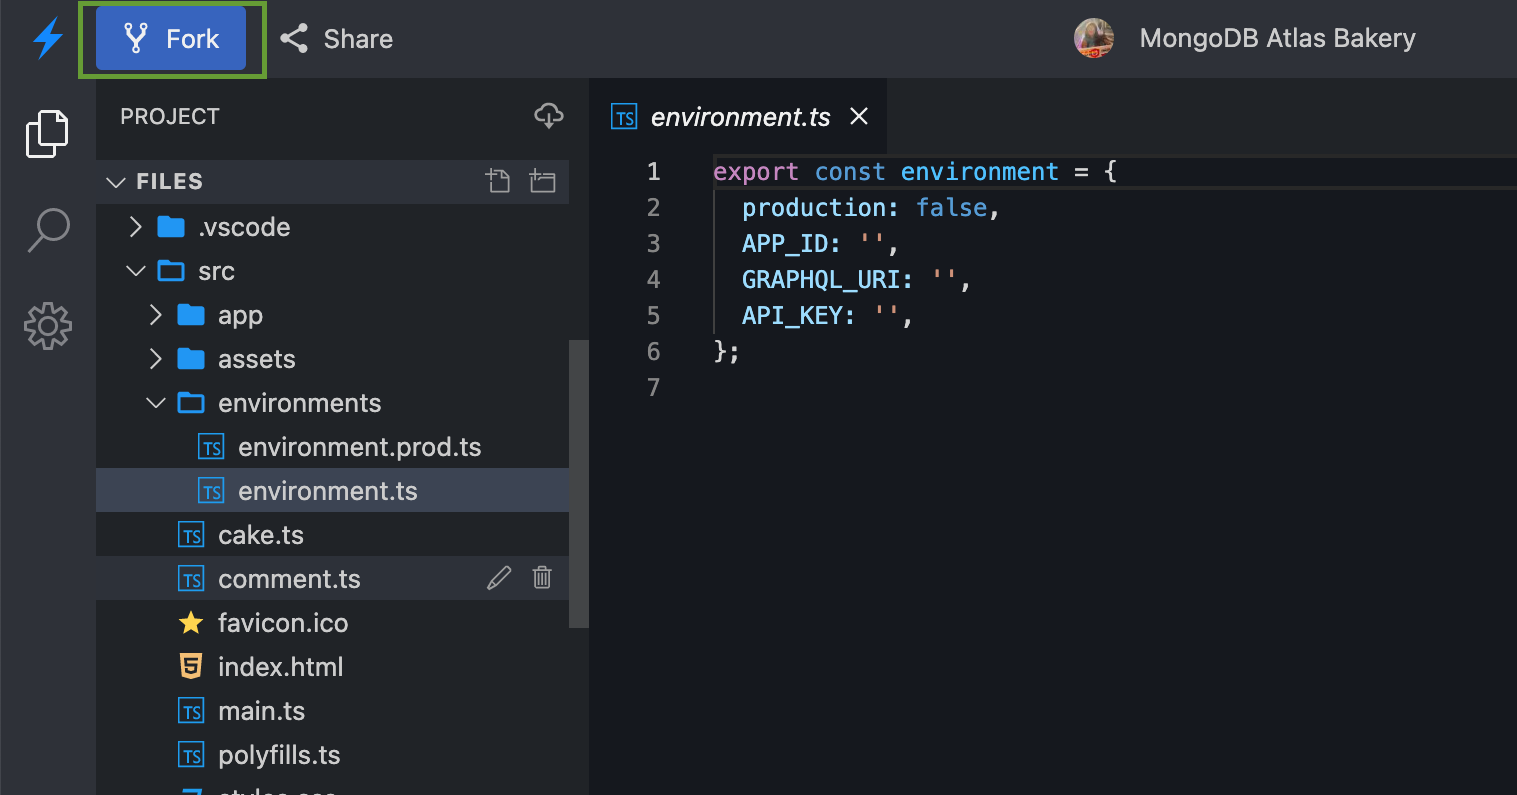 Fork
Share
MongoDB Atlas Bakery
PROJECT
FILES
.vscode
src
app
assets
environments
TS environment.prod.ts
TS environment.ts
TS cake.ts
TS comment.ts
favicon.ico
5 index.html
TS main.ts
TS polyfills.ts
TS environment.ts
1 export const environment = {
2 production: false,
3 APP_ID: '',
4 GRAPHQL_URI: '',
5 API_KEY: '',
6 };
7